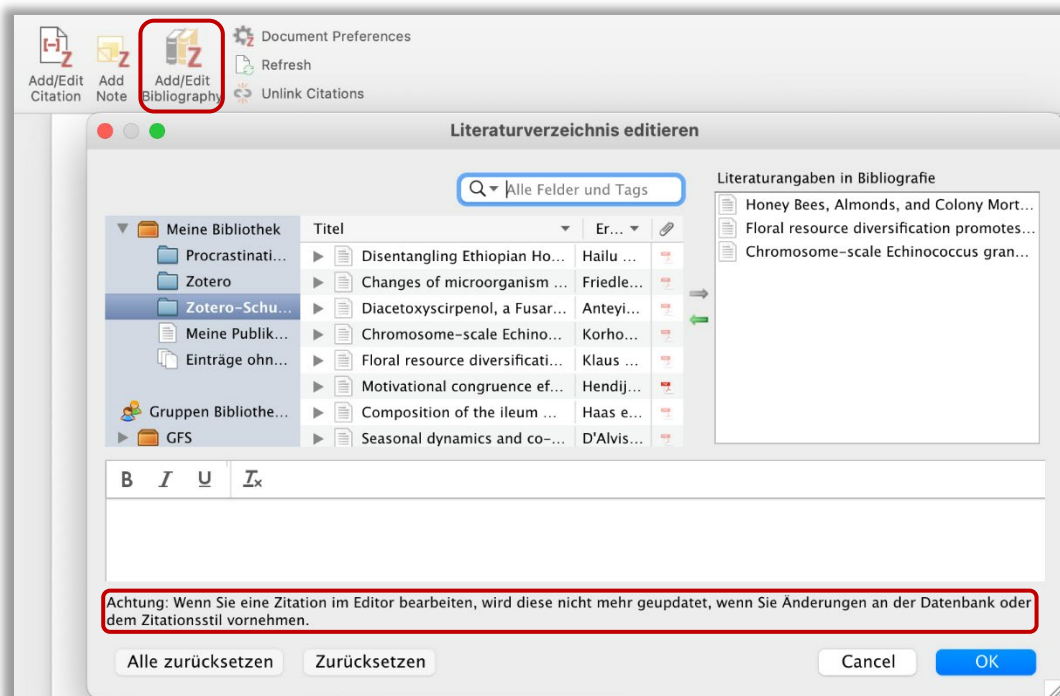 Add/Edit Citation
Add Note
Add/Edit Bibliography
Document Preferences
Refresh
Unlink Citations
Literaturverzeichnis editieren
Alle Felder und Tags
Literaturangaben in Bibliografie
Honey Bees, Almonds, and Colony Mort...
Floral resource diversification promotes...
Chromosome-scale Echinococcus gran...
Meine Bibliothek
Procrastinati...
Zotero
Zotero-Schu...
Meine Publik...
Einträge ohn...
Gruppen Bibliothe...
GFS
Titel Er...
Disentangling Ethiopian Ho... Hailu ...
Changes of microorganism ... Friedle...
Diacetoxyscirpenol, a Fusar... Anteyi...
Chromosome-scale Echino... Korho...
Floral resource diversificati... Klaus ...
Motivational congruence ef... Hendij...
Composition of the ileum ... Haas e...
Seasonal dynamics and co-... D'Alvis...
B I U Tx
Achtung: Wenn Sie eine Zitation im Editor bearbeiten, wird diese nicht mehr geupdatet, wenn Sie Änderungen an der Datenbank oder
dem Zitationsstil vornehmen.
Alle zurücksetzen Zurücksetzen Cancel OK